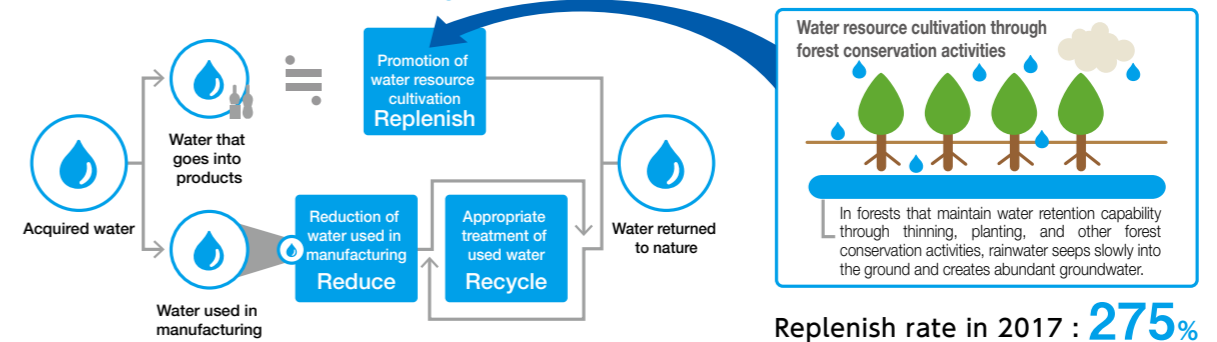 Acquired water
Water that
goes into
products
Water used in
manufacturing
Promotion of
water resource
cultivation
Replenish
Reduction of
water used in
manufacturing
Reduce
Appropriate
treatment of
used water
Recycle
Water returned
to nature
Water resource cultivation through
forest conservation activities
In forests that maintain water retention capability
through thinning, planting, and other forest
conservation activities, rainwater seeps slowly into
the ground and creates abundant groundwater.
Replenish rate in 2017 : 275%